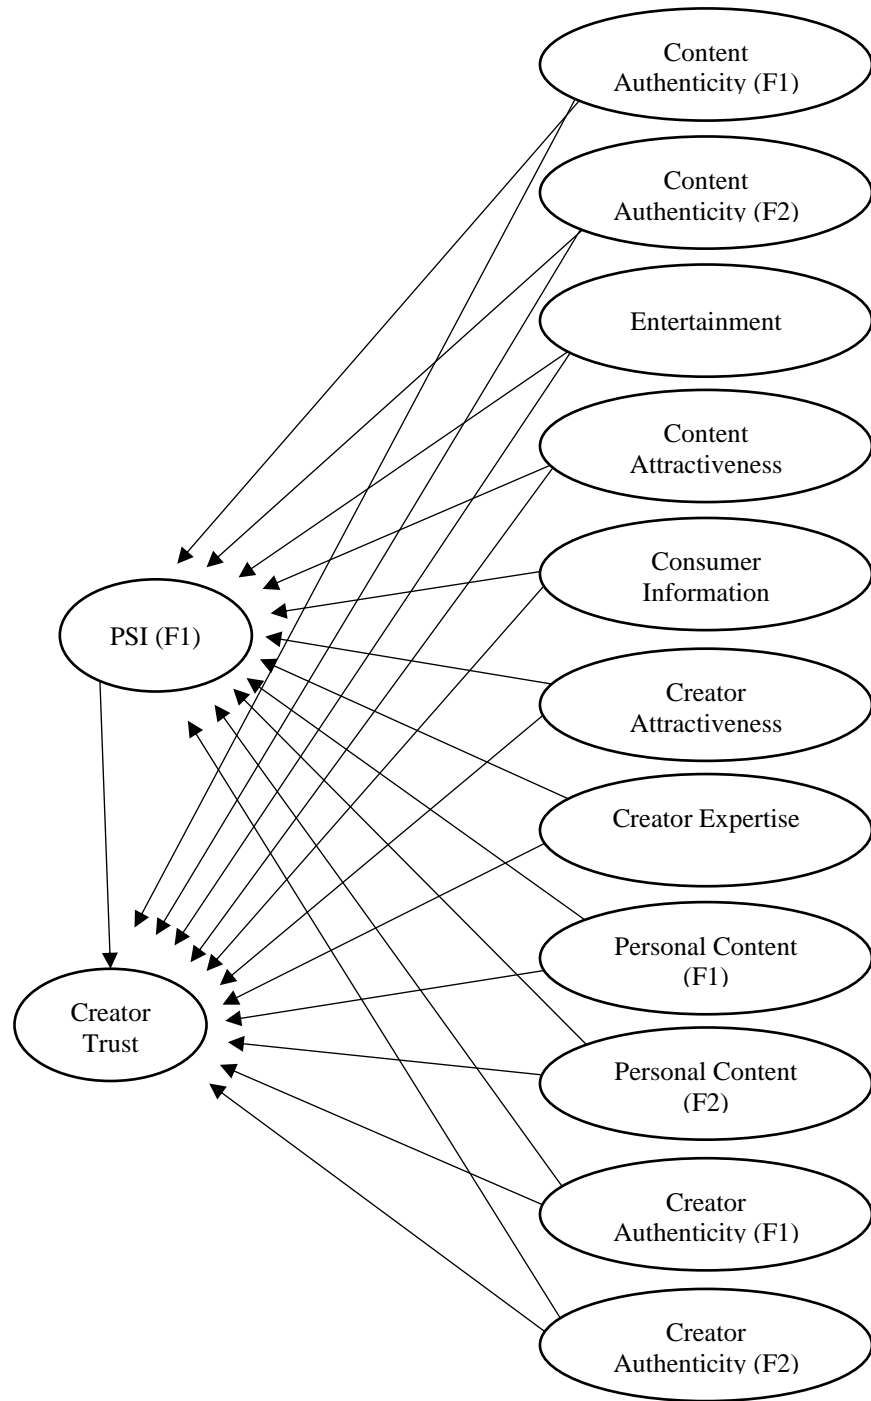 Content
Authenticity (F1)
Content
Authenticity (F2)
Entertainment
Content
Attractiveness
Consumer
Information
PSI (F1)
Creator
Attractiveness
Creator Expertise
Personal Content
(F1)
Creator
Trust
Personal Content
(F2)
Creator
Authenticity (F1)
Creator
Authenticity (F2)